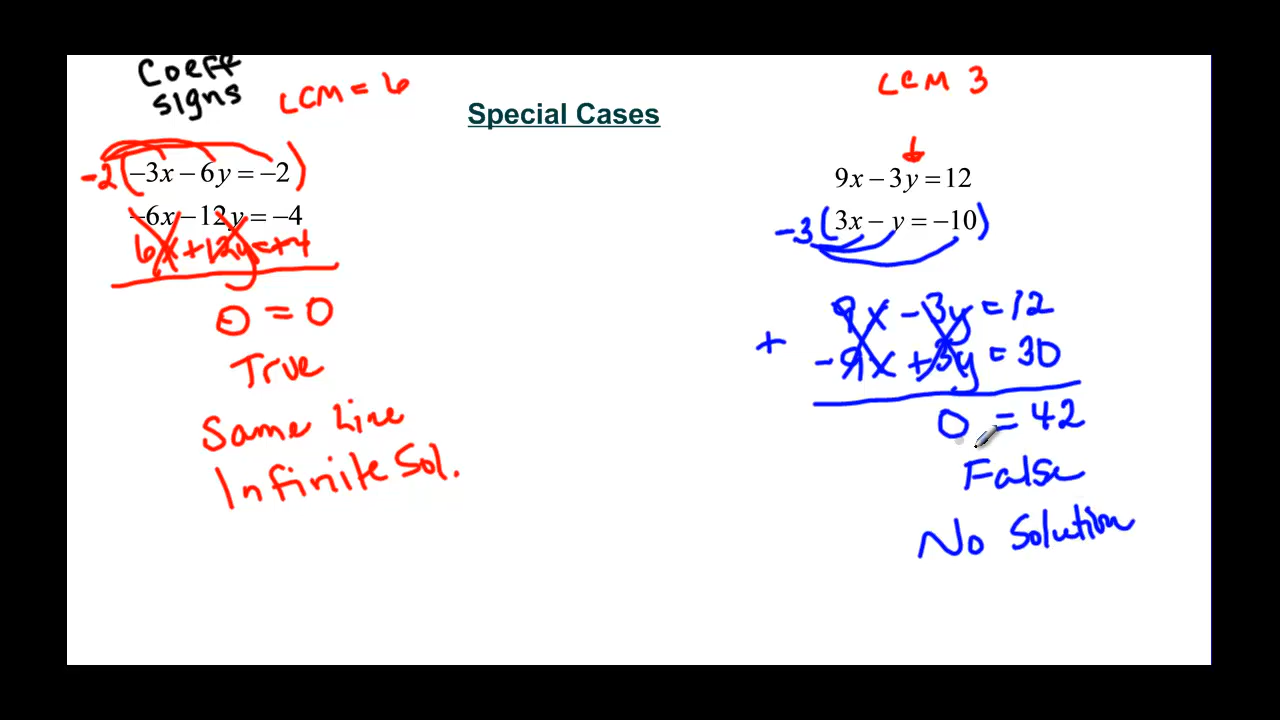 Coeff
signs
LCM = 6
Special Cases
-2 (−3x − 6y = −2)
−6x − 12y = −4
6x + 12y = +4
0 = 0
True
Same Line
Infinite Sol.
LCM 3
9x − 3y = 12
-3 (3x − y = −10)
9x - 3y = 12
+ -9x + 3y = 30
0 = 42
False
No Solution